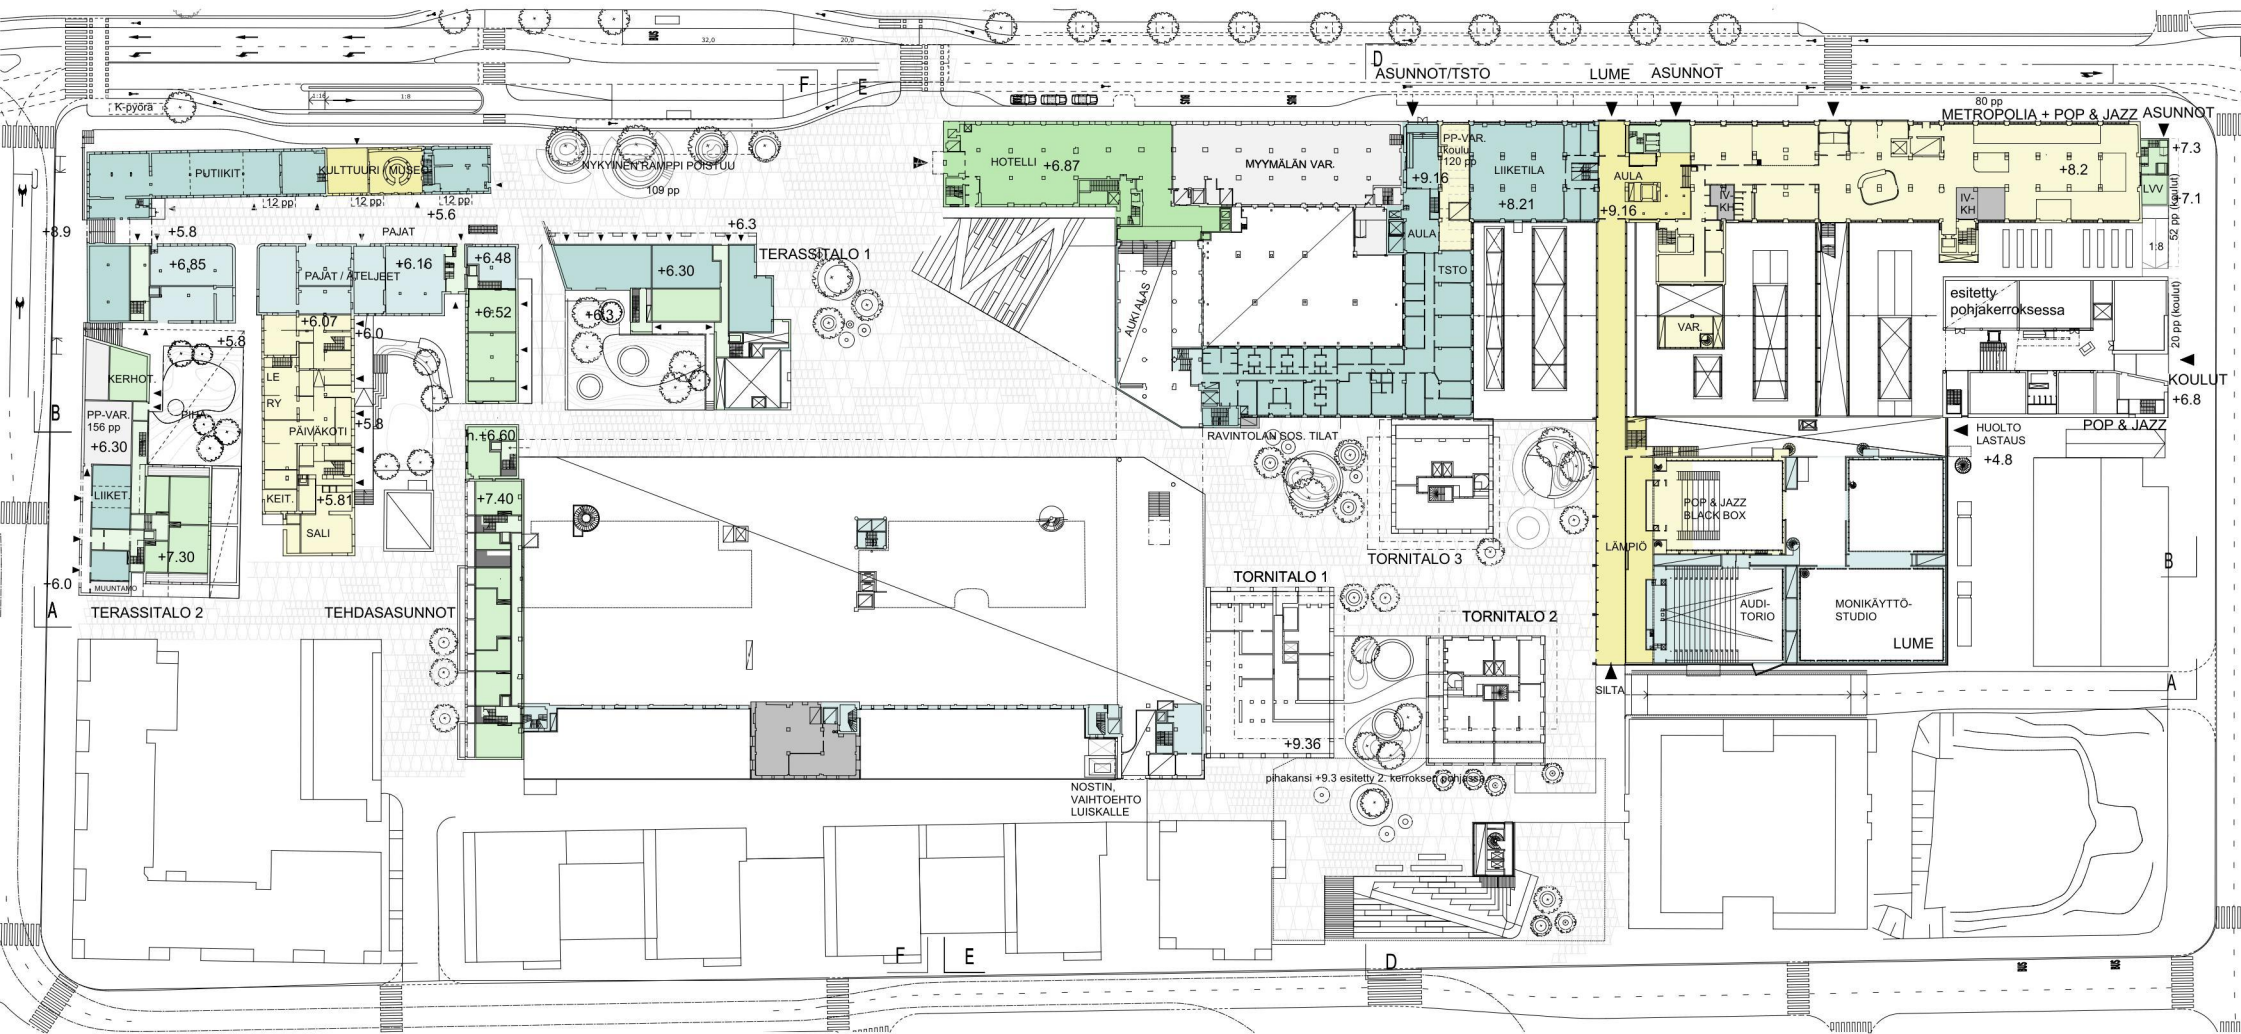 BUS
32,0
20,0
D
ASUNNOT/TSTO
LUME
ASUNNOT
F
E
K-pyörä
1:16
1:8
BUS
BUS
80 pp
METROPOLIA + POP & JAZZ
ASUNNOT
PUTIIKIT
KULTTUURI / MUSEO
NYKYINEN RAMPPI POISTUU
109 pp
12 pp
12 pp
12 pp
+5.6
HOTELLI
+6.87
MYYMÄLÄN VAR.
PP-VAR.
koulu
120 pp
+9.16
LIIKETILA
+8.21
AULA
+9.16
IV-
KH
+8.2
IV-
KH
LVV
+7.3
+7.1
52 pp (koulut)
1:8
+8.9
+5.8
PAJAT
+6.3
AULA
TERASSITALO 1
+6.85
PAJAT / ATELJEET
+6.16
+6.48
+6.30
TSTO
AUKI ALAS
esitetty
pohjakerroksessa
20 pp (koulut)
+6.07
+6.0
+6.52
+6.3
VAR.
+5.8
KOULUT
+6.8
KERHOT.
LE
RY
B
PP-VAR.
156 pp
+6.30
PIHA
PÄIVÄKOTI
+5.8
n.+6.60
RAVINTOLAN SOS. TILAT
HUOLTO
LASTAUS
+4.8
POP & JAZZ
LIIKET.
KEIT.
+5.81
+7.40
POP & JAZZ
BLACK BOX
SALI
+7.30
LÄMPIÖ
TORNITALO 3
B
+6.0
MUUNTAMO
TORNITALO 1
A
TERASSITALO 2
TEHDASASUNNOT
TORNITALO 2
AUDI-
TORIO
MONIKÄYTTÖ-
STUDIO
LUME
SILTA
A
+9.36
pihakansi +9.3 esitetty 2. kerroksen pohjassa
NOSTIN,
VAIHTOEHTO
LUISKALLE
F
E
D
BUS
BUS